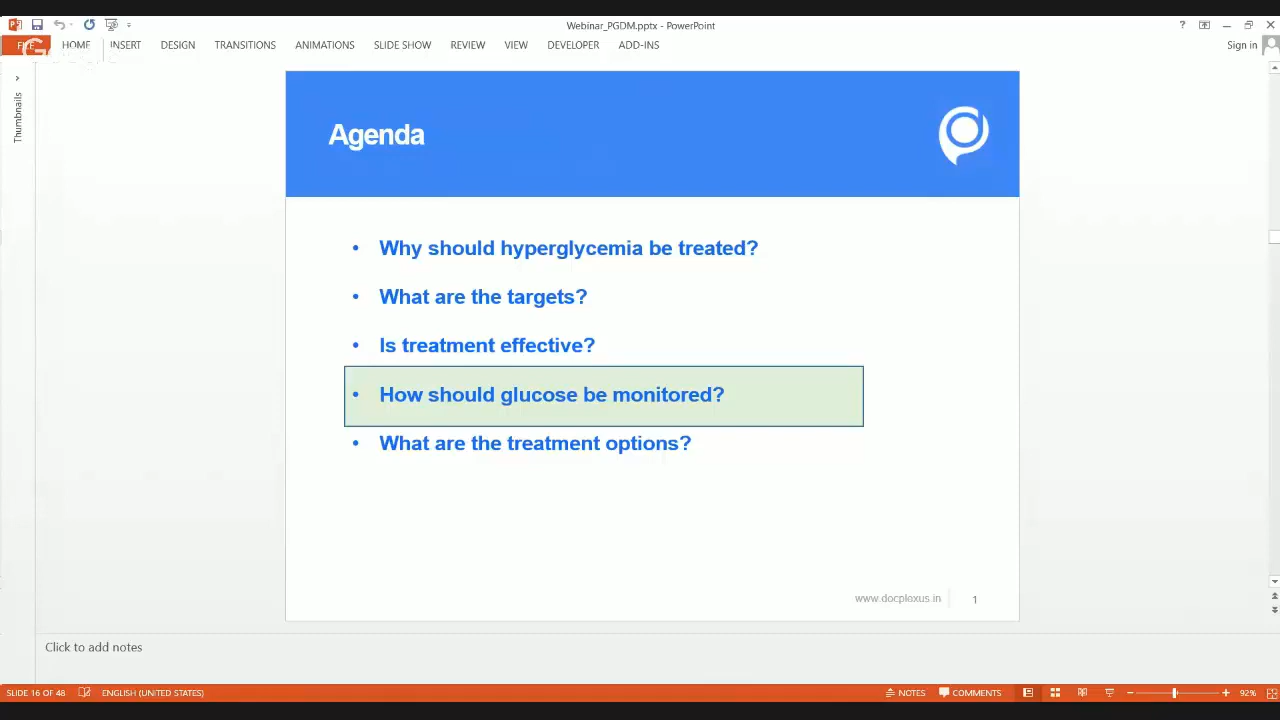 Webinar_PGDM.pptx - PowerPoint
?
FILE HOME INSERT DESIGN TRANSITIONS ANIMATIONS SLIDE SHOW REVIEW VIEW DEVELOPER ADD-INS
Sign in
Thumbnails
Agenda
• Why should hyperglycemia be treated?
• What are the targets?
• Is treatment effective?
• How should glucose be monitored?
• What are the treatment options?
www.docplexus.in 1
Click to add notes
SLIDE 16 OF 48 ENGLISH (UNITED STATES) NOTES COMMENTS 92%